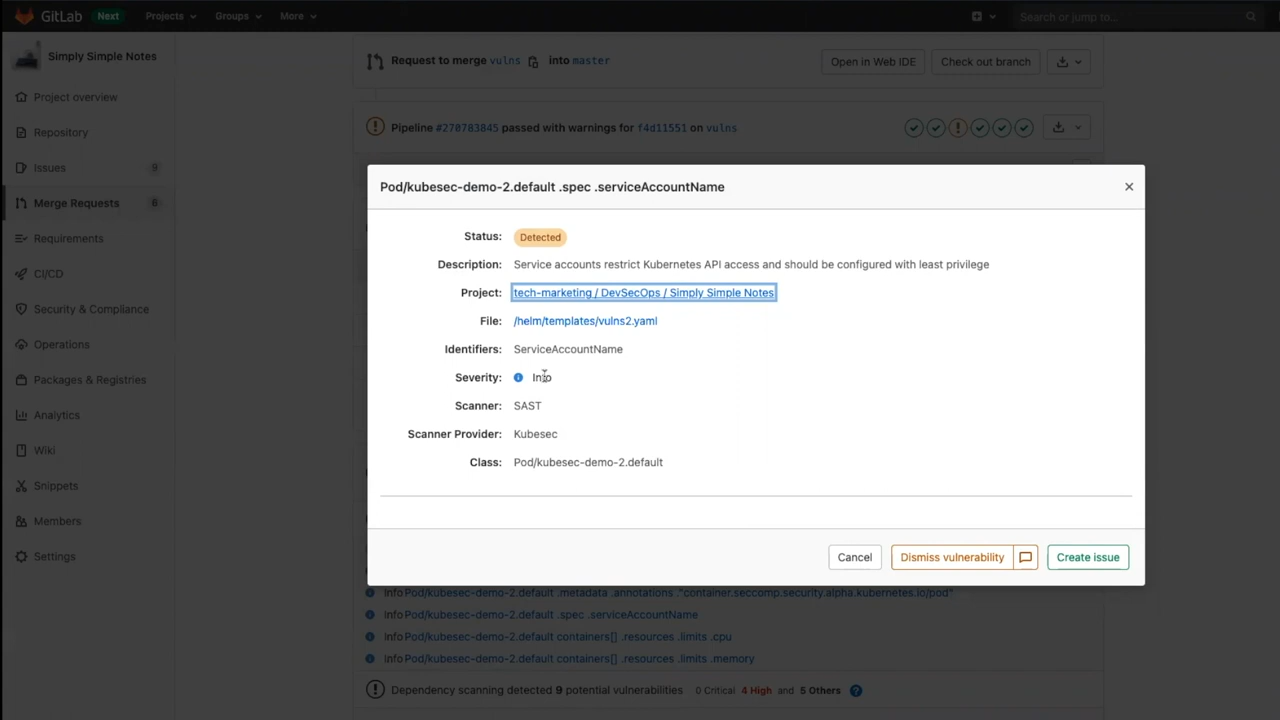 GitLab Next Projects Groups More Search or jump to...
Simply Simple Notes
Project overview
Repository
Issues 9
Merge Requests 6
Requirements
CI/CD
Security & Compliance
Operations
Packages & Registries
Analytics
Wiki
Snippets
Members
Settings
Request to merge vulns into master Open in Web IDE Check out branch
Pipeline #270783845 passed with warnings for f4d11551 on vulns
Pod/kubesec-demo-2.default .spec .serviceAccountName
Status: Detected
Description: Service accounts restrict Kubernetes API access and should be configured with least privilege
Project: tech-marketing / DevSecOps / Simply Simple Notes
File: /helm/templates/vulns2.yaml
Identifiers: ServiceAccountName
Severity: Info
Scanner: SAST
Scanner Provider: Kubesec
Class: Pod/kubesec-demo-2.default
Cancel Dismiss vulnerability Create issue
Info Pod/kubesec-demo-2.default .metadata .annotations ."container.seccomp.security.alpha.kubernetes.io/pod"
Info Pod/kubesec-demo-2.default .spec .serviceAccountName
Info Pod/kubesec-demo-2.default containers[] .resources .limits .cpu
Info Pod/kubesec-demo-2.default containers[] .resources .limits .memory
Dependency scanning detected 9 potential vulnerabilities 0 Critical 4 High and 5 Others